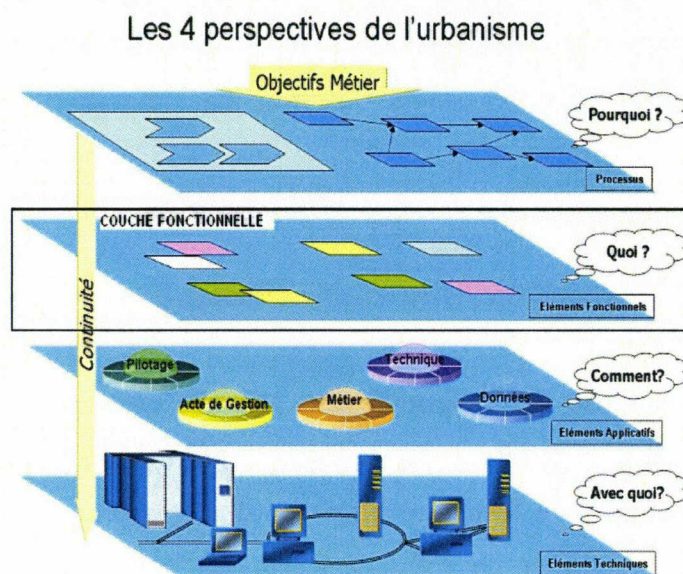 Les 4 perspectives de l'urbanisme
Objectifs Métier
Pourquoi ?
Processus
COUCHE FONCTIONNELLE
Quoi ?
Eléments Fonctionnels
Continuité
Pilotage
Technique
Comment?
Acte de Gestion
Métier
Données
Eléments Applicatifs
Avec quoi?
Eléments Techniques